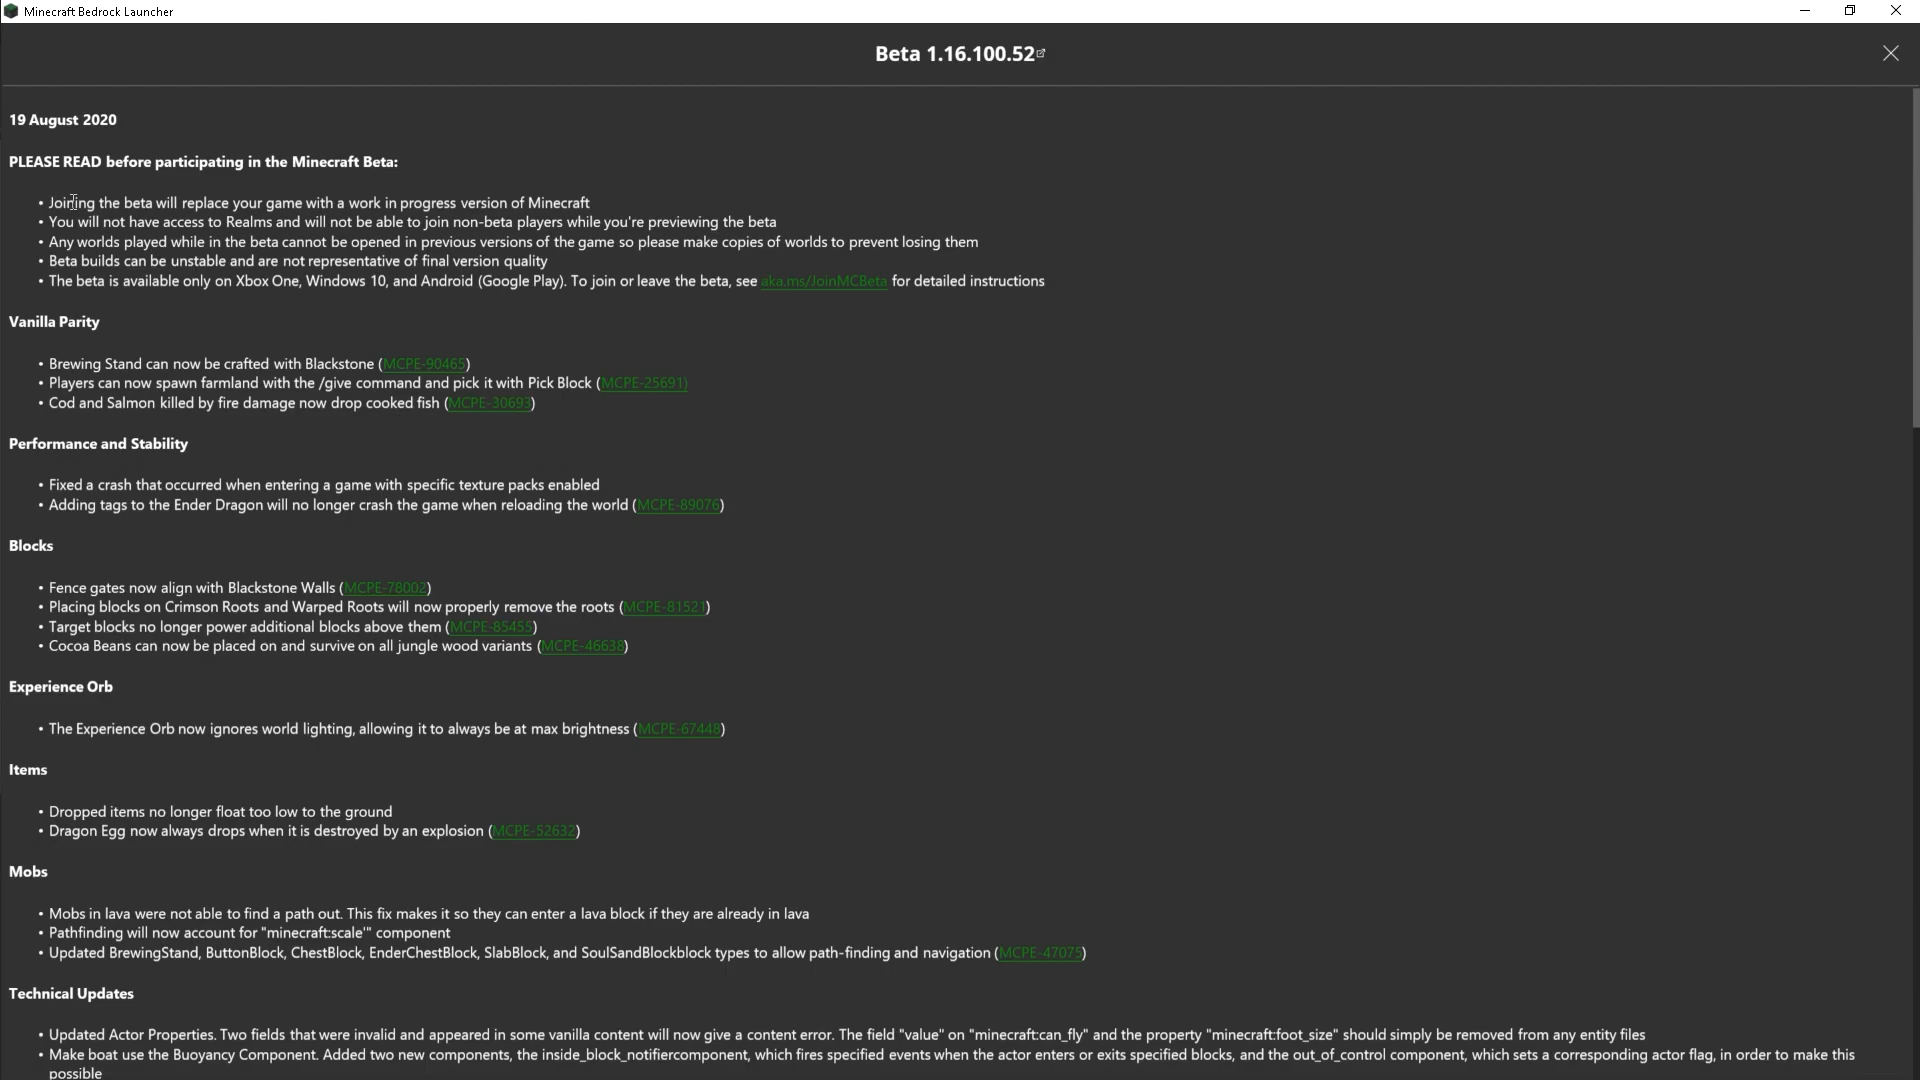 Minecraft Bedrock Launcher
Beta 1.16.100.52
19 August 2020
PLEASE READ before participating in the Minecraft Beta:
• Joining the beta will replace your game with a work in progress version of Minecraft
• You will not have access to Realms and will not be able to join non-beta players while you're previewing the beta
• Any worlds played while in the beta cannot be opened in previous versions of the game so please make copies of worlds to prevent losing them
• Beta builds can be unstable and are not representative of final version quality
• The beta is available only on Xbox One, Windows 10, and Android (Google Play). To join or leave the beta, see aka.ms/JoinMCBeta for detailed instructions
Vanilla Parity
• Brewing Stand can now be crafted with Blackstone (MCPE-90465)
• Players can now spawn farmland with the /give command and pick it with Pick Block (MCPE-25691)
• Cod and Salmon killed by fire damage now drop cooked fish (MCPE-30693)
Performance and Stability
• Fixed a crash that occurred when entering a game with specific texture packs enabled
• Adding tags to the Ender Dragon will no longer crash the game when reloading the world (MCPE-89076)
Blocks
• Fence gates now align with Blackstone Walls (MCPE-78002)
• Placing blocks on Crimson Roots and Warped Roots will now properly remove the roots (MCPE-81521)
• Target blocks no longer power additional blocks above them (MCPE-85455)
• Cocoa Beans can now be placed on and survive on all jungle wood variants (MCPE-46638)
Experience Orb
• The Experience Orb now ignores world lighting, allowing it to always be at max brightness (MCPE-67448)
Items
• Dropped items no longer float too low to the ground
• Dragon Egg now always drops when it is destroyed by an explosion (MCPE-52632)
Mobs
• Mobs in lava were not able to find a path out. This fix makes it so they can enter a lava block if they are already in lava
• Pathfinding will now account for "minecraft:scale'" component
• Updated BrewingStand, ButtonBlock, ChestBlock, EnderChestBlock, SlabBlock, and SoulSandBlockblock types to allow path-finding and navigation (MCPE-47075)
Technical Updates
• Updated Actor Properties. Two fields that were invalid and appeared in some vanilla content will now give a content error. The field "value" on "minecraft:can_fly" and the property "minecraft:foot_size" should simply be removed from any entity files
• Make boat use the Buoyancy Component. Added two new components, the inside_block_notifiercomponent, which fires specified events when the actor enters or exits specified blocks, and the out_of_control component, which sets a corresponding actor flag, in order to make this
possible